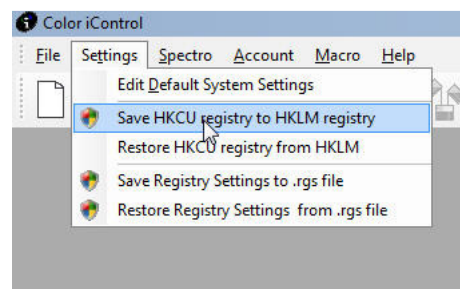 Color iControl
File Settings Spectro Account Macro Help
Edit Default System Settings
Save HKCU registry to HKLM registry
Restore HKCU registry from HKLM
Save Registry Settings to .rgs file
Restore Registry Settings from .rgs file